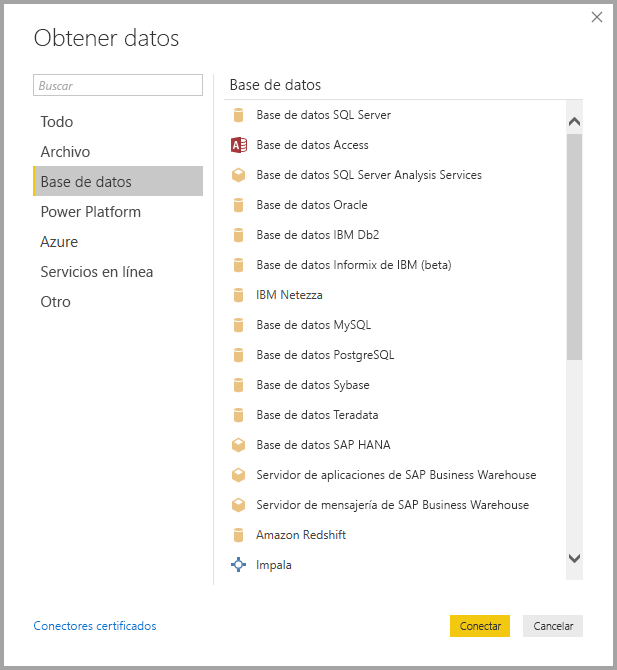 Obtener datos
Buscar
Todo
Archivo
Base de datos
Power Platform
Azure
Servicios en línea
Otro
Base de datos
Base de datos SQL Server
A
Base de datos Access
Base de datos SQL Server Analysis Services
Base de datos Oracle
Base de datos IBM Db2
Base de datos Informix de IBM (beta)
IBM Netezza
Base de datos MySQL
Base de datos PostgreSQL
Base de datos Sybase
Base de datos Teradata
Base de datos SAP HANA
Servidor de aplicaciones de SAP Business Warehouse
Servidor de mensajería de SAP Business Warehouse
Amazon Redshift
Impala
Conectores certificados
Conectar
Cancelar